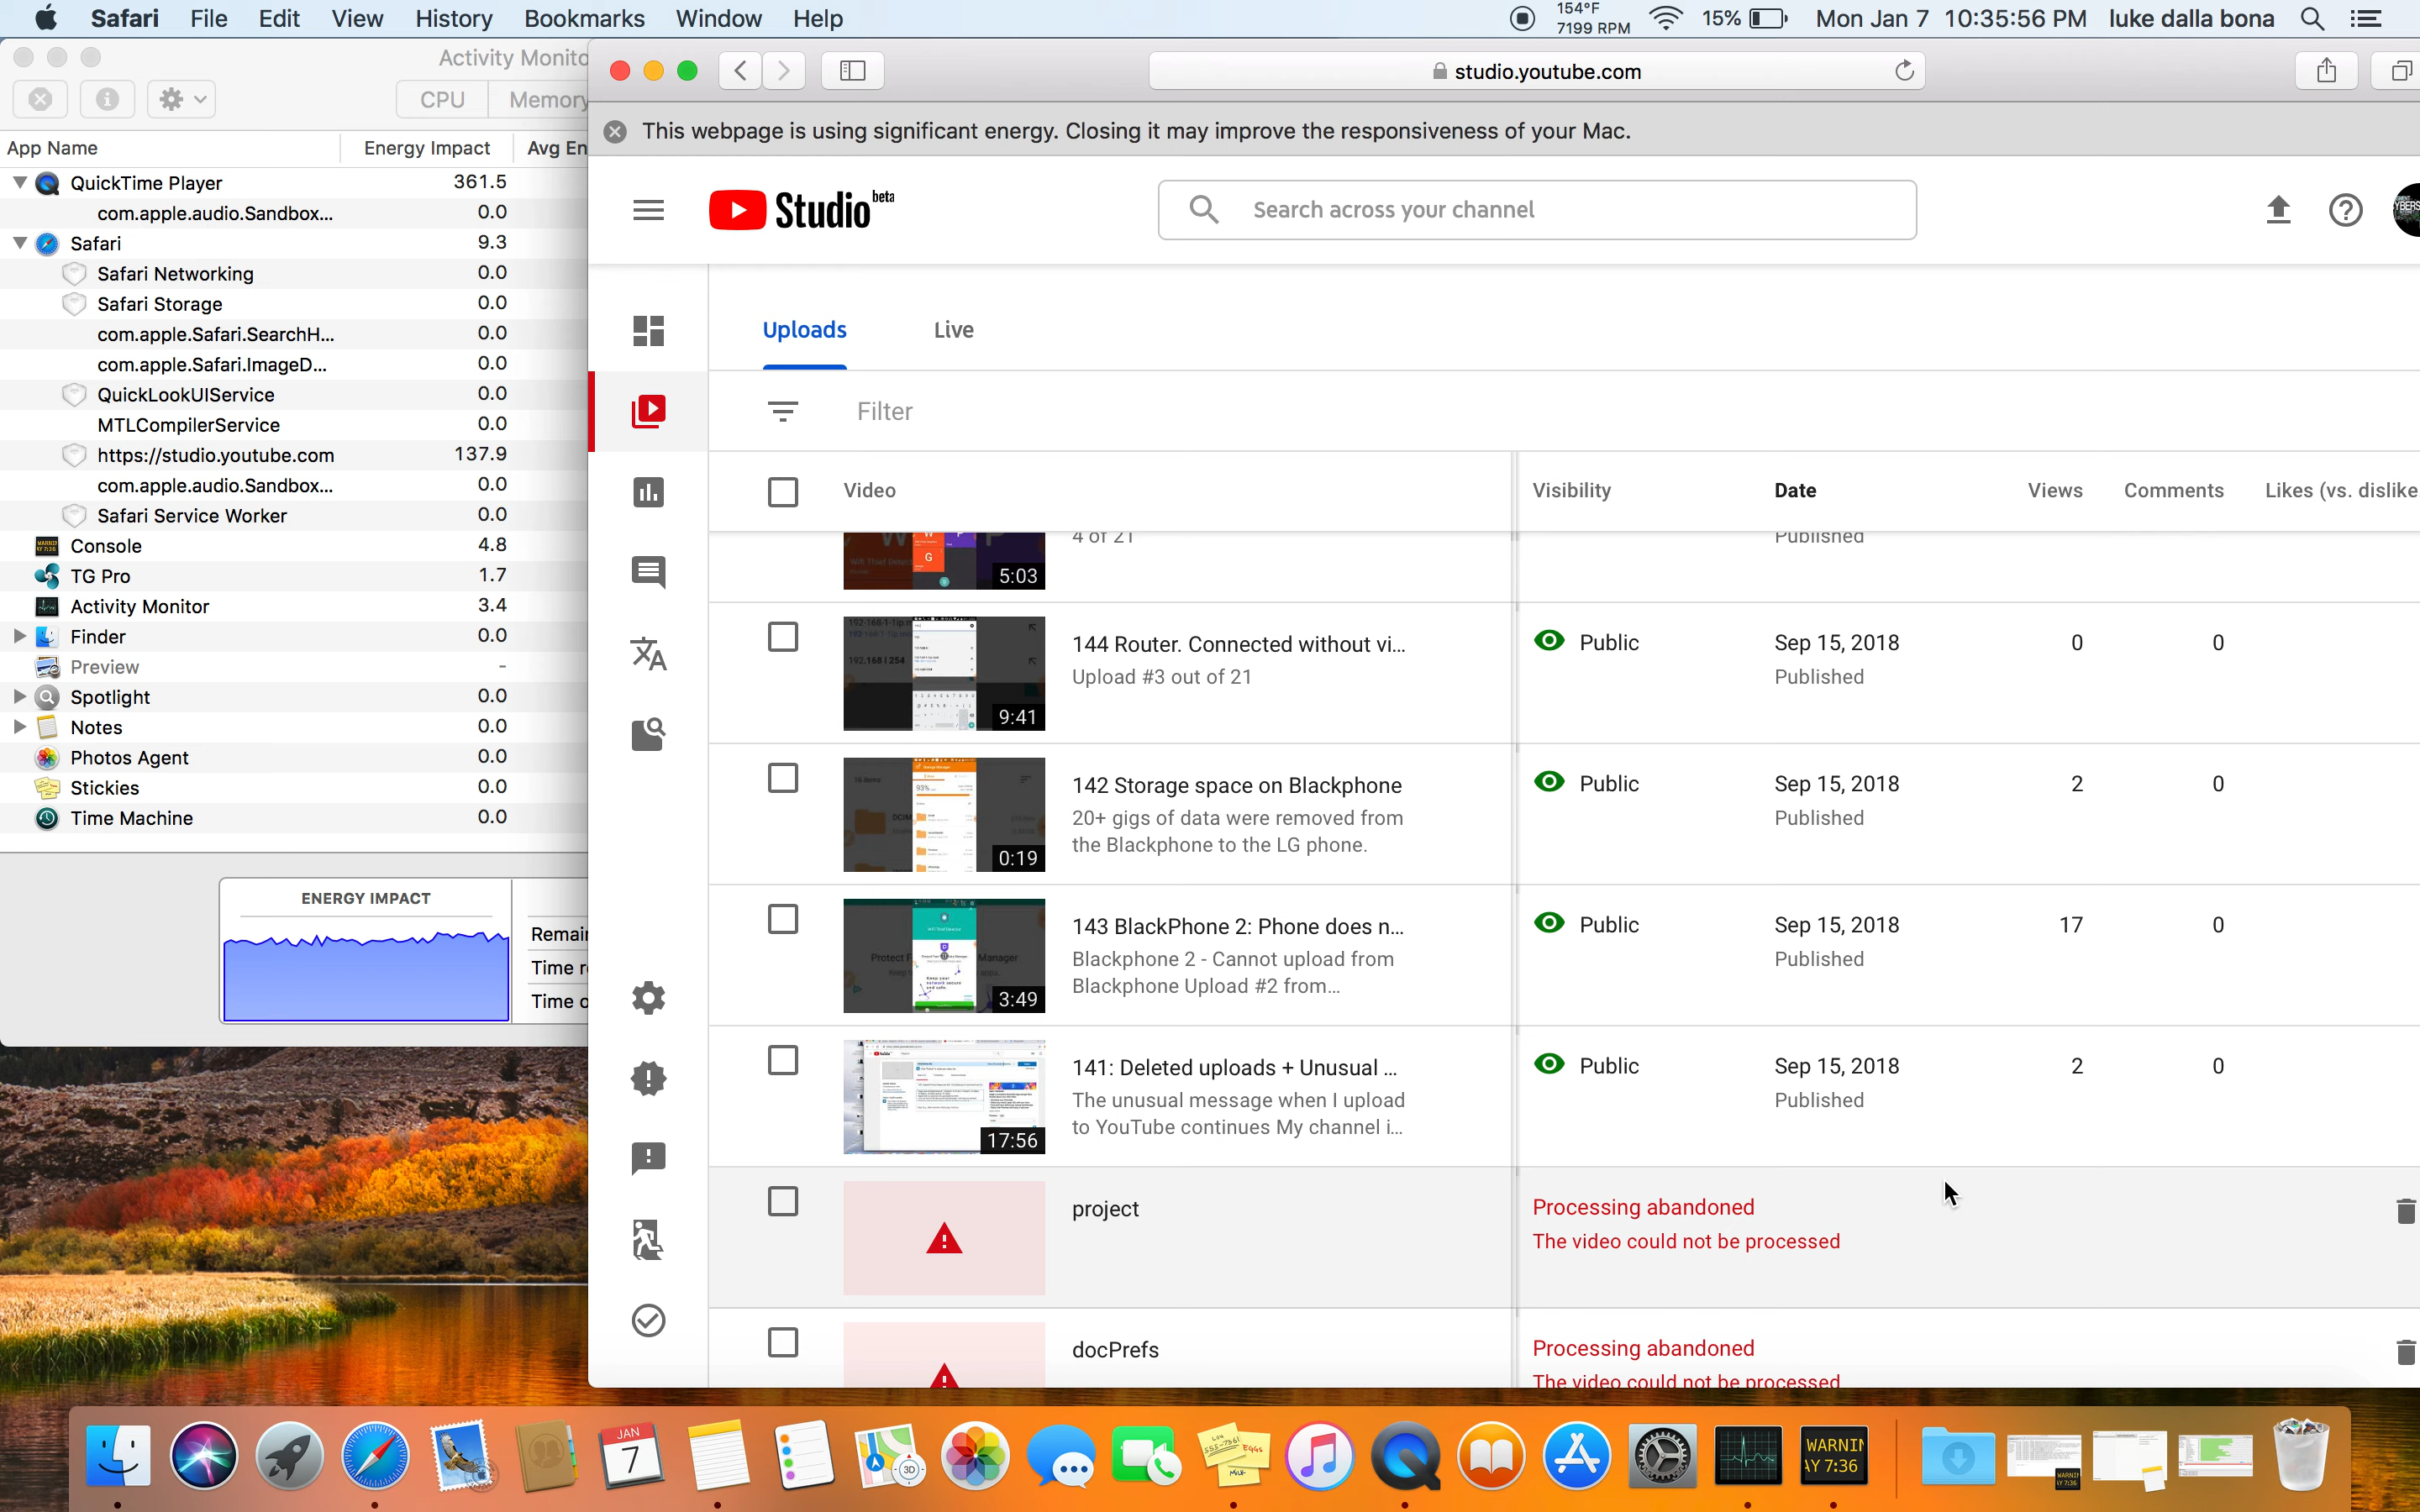 Safari File Edit View History Bookmarks Window Help
154°F
7199 RPM
15%
Mon Jan 7 10:35:56 PM luke dalla bona
Activity Monito
CPU Memory
App Name Energy Impact Avg En
QuickTime Player 361.5
com.apple.audio.Sandbox... 0.0
Safari 9.3
Safari Networking 0.0
Safari Storage 0.0
com.apple.Safari.SearchH... 0.0
com.apple.Safari.ImageD... 0.0
QuickLookUIService 0.0
MTLCompilerService 0.0
https://studio.youtube.com 137.9
com.apple.audio.Sandbox... 0.0
Safari Service Worker 0.0
Console 4.8
TG Pro 1.7
Activity Monitor 3.4
Finder 0.0
Preview -
Spotlight 0.0
Notes 0.0
Photos Agent 0.0
Stickies 0.0
Time Machine 0.0
ENERGY IMPACT
Remai
Time r
Time o
studio.youtube.com
This webpage is using significant energy. Closing it may improve the responsiveness of your Mac.
Studio beta
Search across your channel
Uploads Live
Filter
Video Visibility Date Views Comments Likes (vs. dislike
4 of 21 Published
5:03
144 Router. Connected without vi... Public Sep 15, 2018 0 0
Upload #3 out of 21 Published
9:41
142 Storage space on Blackphone Public Sep 15, 2018 2 0
20+ gigs of data were removed from Published
the Blackphone to the LG phone.
0:19
143 BlackPhone 2: Phone does n... Public Sep 15, 2018 17 0
Blackphone 2 - Cannot upload from Published
Blackphone Upload #2 from...
3:49
141: Deleted uploads + Unusual ... Public Sep 15, 2018 2 0
The unusual message when I upload Published
to YouTube continues My channel i...
17:56
project Processing abandoned
The video could not be processed
docPrefs Processing abandoned
The video could not be processed
JAN
7
3D
WARNIN
AY 7:36